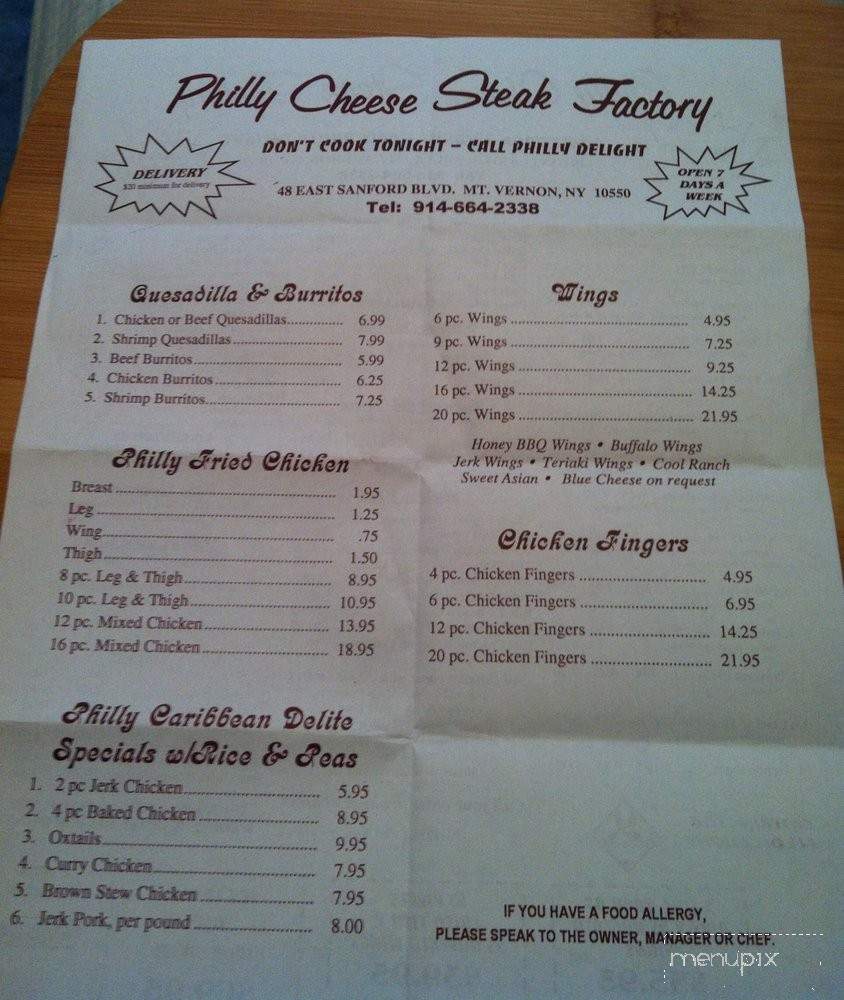 Philly Cheese Steak Factory
DON'T COOK TONIGHT – CALL PHILLY DELIGHT
DELIVERY
$20 minimum for delivery
48 EAST SANFORD BLVD. MT. VERNON, NY 10550
Tel: 914-664-2338
OPEN 7
DAYS A
WEEK
Quesadilla & Burritos
1. Chicken or Beef Quesadillas.............. 6.99
2. Shrimp Quesadillas............................ 7.99
3. Beef Burritos...................................... 5.99
4. Chicken Burritos................................ 6.25
5. Shrimp Burritos.................................. 7.25
Philly Fried Chicken
Breast ....................................................... 1.95
Leg ............................................................ 1.25
Wing.......................................................... .75
Thigh......................................................... 1.50
8 pc. Leg & Thigh..................................... 8.95
10 pc. Leg & Thigh................................... 10.95
12 pc. Mixed Chicken............................... 13.95
16 pc. Mixed Chicken............................... 18.95
Philly Caribbean Delite
Specials w/Rice & Peas
1. 2 pc Jerk Chicken................................ 5.95
2. 4 pc Baked Chicken ............................ 8.95
3. Oxtails.................................................. 9.95
4. Curry Chicken...................................... 7.95
5. Brown Stew Chicken ........................... 7.95
6. Jerk Pork, per pound ............................ 8.00
Wings
6 pc. Wings ............................................. 4.95
9 pc. Wings ............................................. 7.25
12 pc. Wings ........................................... 9.25
16 pc. Wings ........................................... 14.25
20 pc. Wings ........................................... 21.95
Honey BBQ Wings • Buffalo Wings
Jerk Wings • Teriaki Wings • Cool Ranch
Sweet Asian • Blue Cheese on request
Chicken Fingers
4 pc. Chicken Fingers ............................... 4.95
6 pc. Chicken Fingers ............................... 6.95
12 pc. Chicken Fingers ............................. 14.25
20 pc. Chicken Fingers ............................. 21.95
IF YOU HAVE A FOOD ALLERGY,
PLEASE SPEAK TO THE OWNER, MANAGER OR CHEF.
menupix